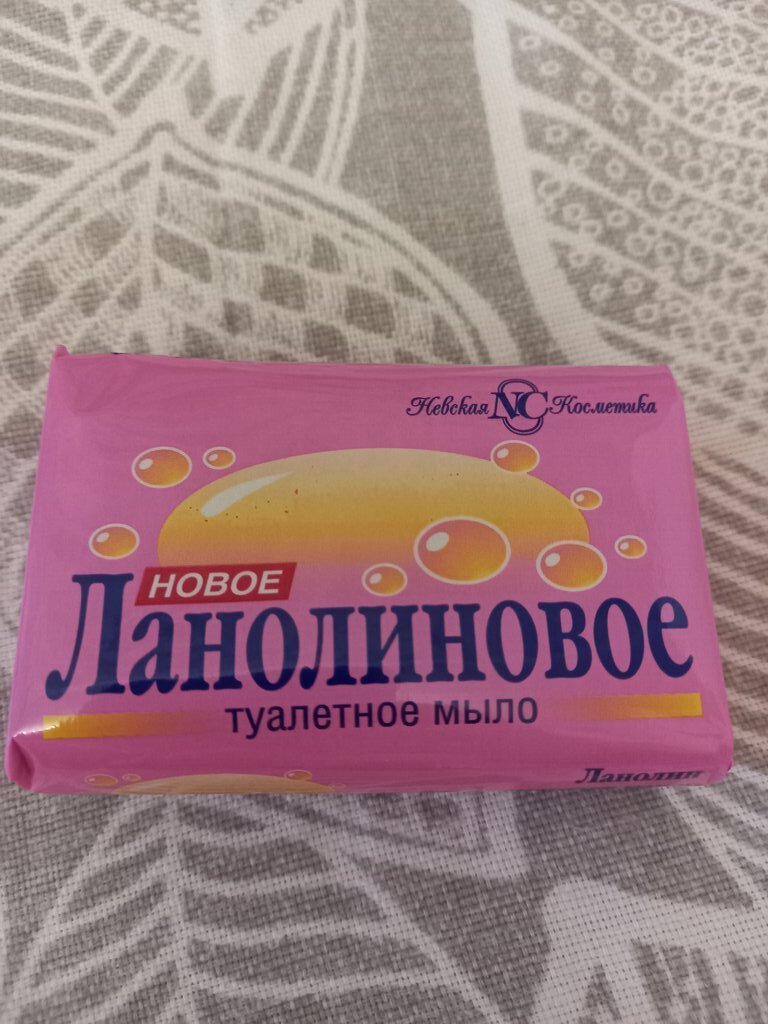 Невская NC Косметика
НОВОЕ
Ланолиновое
туалетное мыло
Ланолин